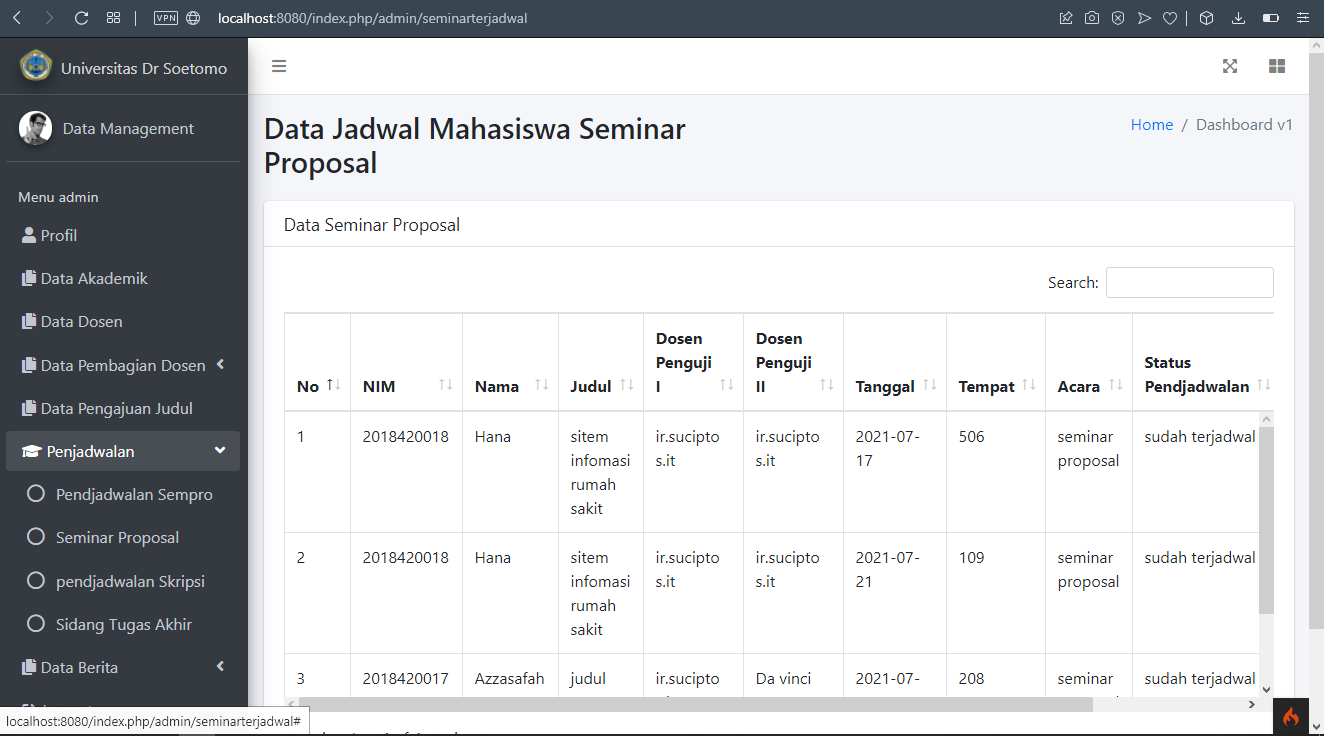 VPN localhost:8080/index.php/admin/seminarterjadwal
Universitas Dr Soetomo
Data Management
Menu admin
Profil
Data Akademik
Data Dosen
Data Pembagian Dosen
Data Pengajuan Judul
Penjadwalan
Pendjadwalan Sempro
Seminar Proposal
pendjadwalan Skripsi
Sidang Tugas Akhir
Data Berita
localhost:8080/index.php/admin/seminarterjadwal#
Data Jadwal Mahasiswa Seminar
Proposal
Home / Dashboard v1
Data Seminar Proposal
Search:
Dosen Dosen
Penguji Penguji Status
No NIM Nama Judul I II Tanggal Tempat Acara Pendjadwalan
1 2018420018 Hana sitem ir.sucipto ir.sucipto 2021-07- 506 seminar sudah terjadwal
infomasi s.it s.it 17 proposal
rumah
sakit
2 2018420018 Hana sitem ir.sucipto ir.sucipto 2021-07- 109 seminar sudah terjadwal
infomasi s.it s.it 21 proposal
rumah
sakit
3 2018420017 Azzasafah judul ir.sucipto Da vinci 2021-07- 208 seminar sudah terjadwal